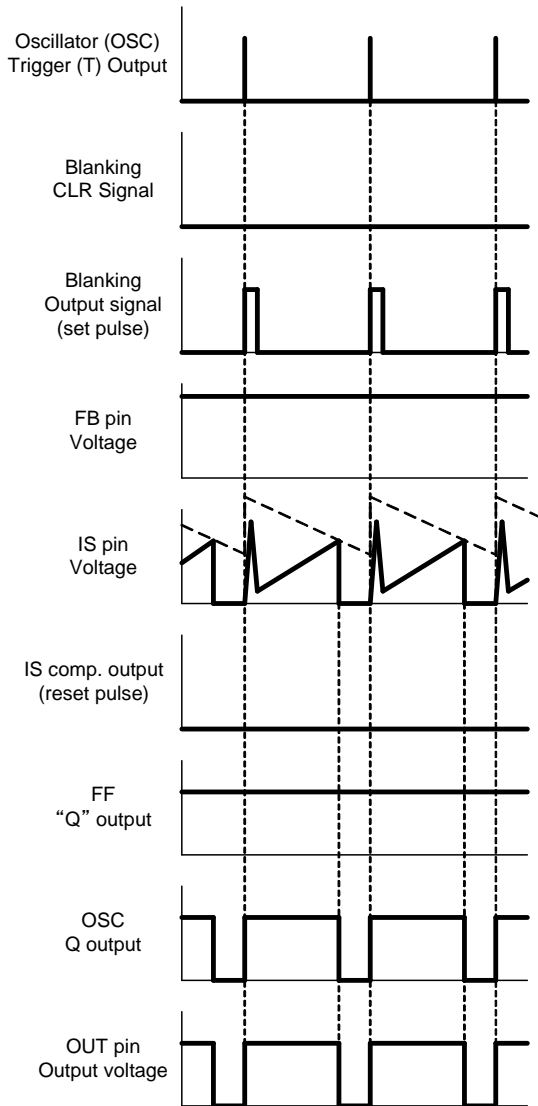 Oscillator (OSC)
Trigger (T) Output
Blanking
CLR Signal
Blanking
Output signal
(set pulse)
FB pin
Voltage
IS pin
Voltage
IS comp. output
(reset pulse)
FF
“Q” output
OSC
Q output
OUT pin
Output voltage